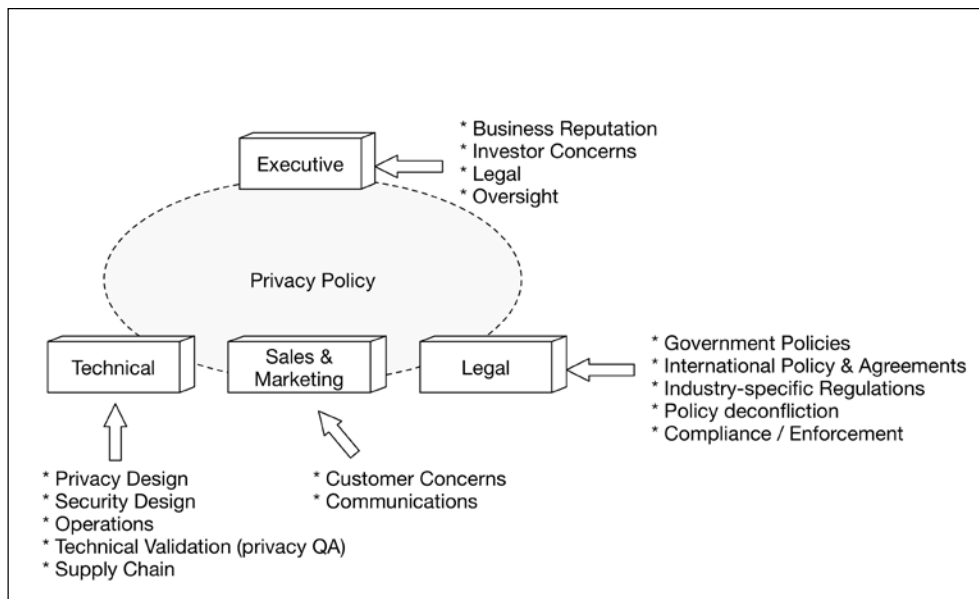 Executive
* Business Reputation
* Investor Concerns
* Legal
* Oversight
Privacy Policy
Technical
Sales &
Marketing
Legal
* Government Policies
* International Policy & Agreements
* Industry-specific Regulations
* Policy deconfliction
* Compliance / Enforcement
* Privacy Design
* Security Design
* Operations
* Technical Validation (privacy QA)
* Supply Chain
* Customer Concerns
* Communications